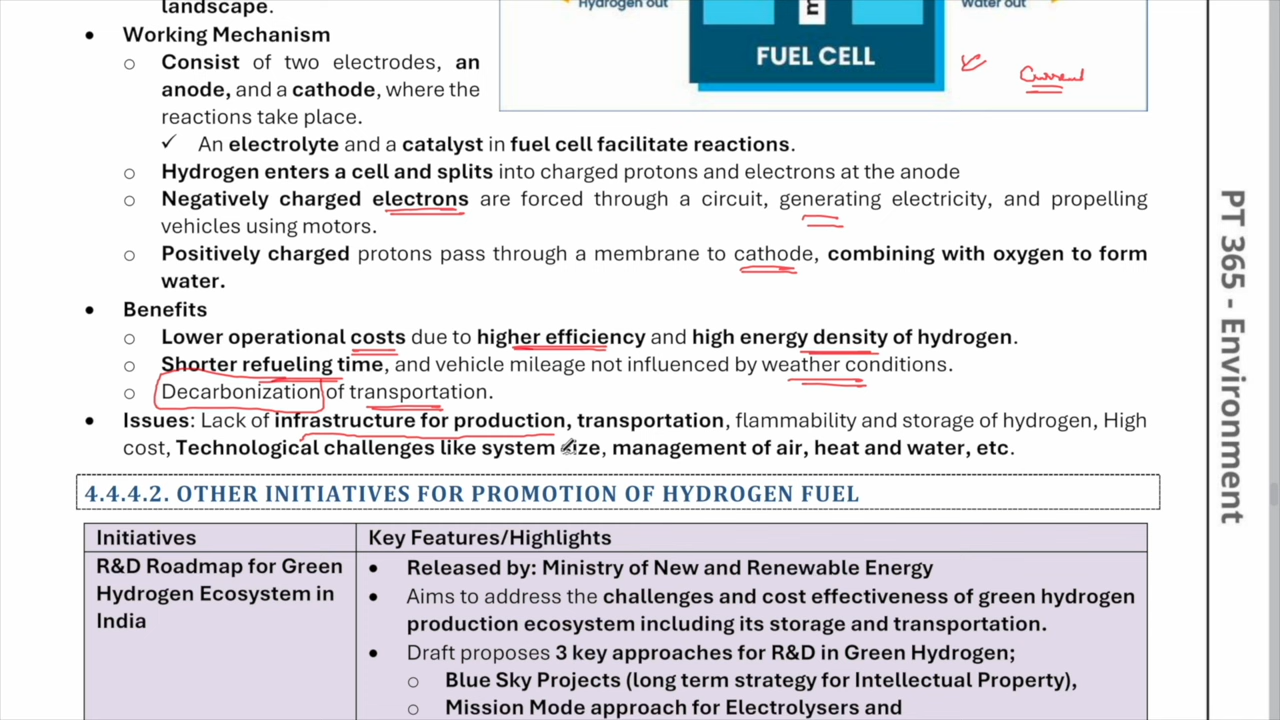 landscape.
Hydrogen out
Water out
m
FUEL CELL
Current
• Working Mechanism
o Consist of two electrodes, an
anode, and a cathode, where the
reactions take place.
✓ An electrolyte and a catalyst in fuel cell facilitate reactions.
o Hydrogen enters a cell and splits into charged protons and electrons at the anode
o Negatively charged electrons are forced through a circuit, generating electricity, and propelling
vehicles using motors.
o Positively charged protons pass through a membrane to cathode, combining with oxygen to form
water.
• Benefits
o Lower operational costs due to higher efficiency and high energy density of hydrogen.
o Shorter refueling time, and vehicle mileage not influenced by weather conditions.
o Decarbonization of transportation.
• Issues: Lack of infrastructure for production, transportation, flammability and storage of hydrogen, High
cost, Technological challenges like system size, management of air, heat and water, etc.
4.4.4.2. OTHER INITIATIVES FOR PROMOTION OF HYDROGEN FUEL
Initiatives
Key Features/Highlights
R&D Roadmap for Green
Hydrogen Ecosystem in
India
• Released by: Ministry of New and Renewable Energy
• Aims to address the challenges and cost effectiveness of green hydrogen
production ecosystem including its storage and transportation.
• Draft proposes 3 key approaches for R&D in Green Hydrogen;
o Blue Sky Projects (long term strategy for Intellectual Property),
o Mission Mode approach for Electrolysers and
PT 365 - Environment